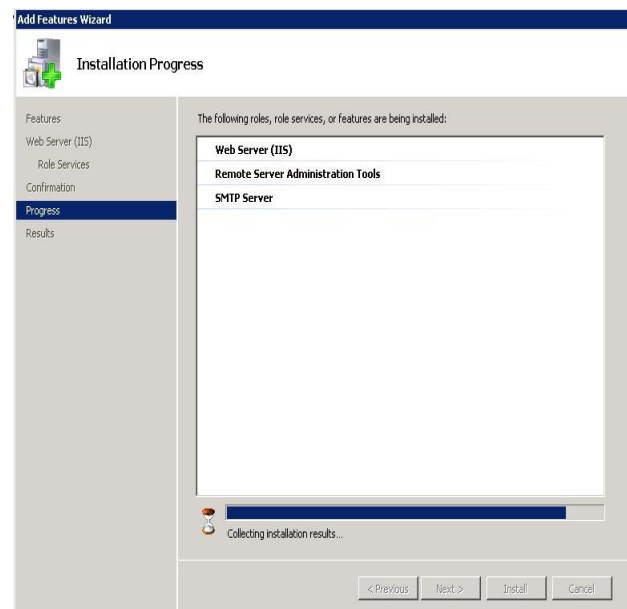 Add Features Wizard
Installation Progress
Features
Web Server (IIS)
Role Services
Confirmation
Progress
Results
The following roles, role services, or features are being installed:
Web Server (IIS)
Remote Server Administration Tools
SMTP Server
Collecting installation results...
< Previous
Next >
Install
Cancel